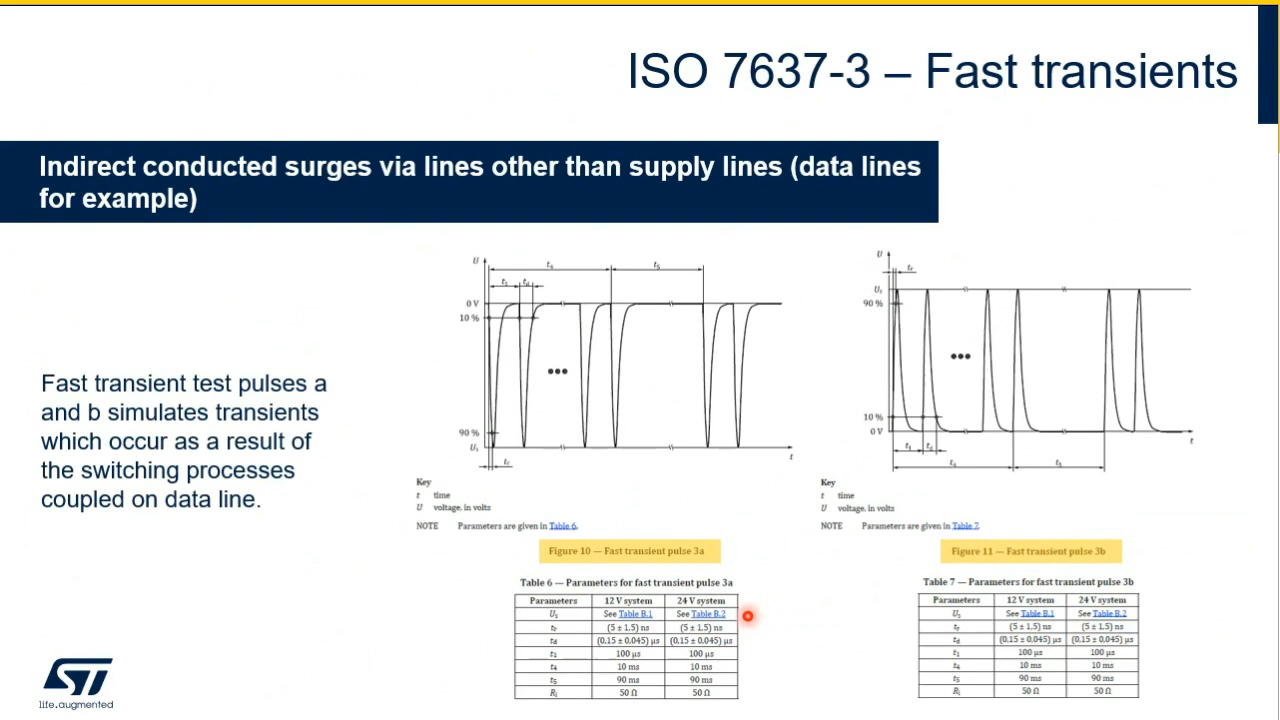 ISO 7637-3 – Fast transients
Indirect conducted surges via lines other than supply lines (data lines
for example)
Fast transient test pulses a
and b simulates transients
which occur as a result of
the switching processes
coupled on data line.
U
t4
t5
t1
td
0 V
10 %
•••
90 %
Us
tr
t
Key
t time
U voltage, in volts
NOTE Parameters are given in Table 6.
Figure 10 — Fast transient pulse 3a
Table 6 — Parameters for fast transient pulse 3a
Parameters 12 V system 24 V system
Us See Table B.1 See Table B.2
tr (5 ± 1.5) ns (5 ± 1.5) ns
td (0.15 ± 0.045) µs (0.15 ± 0.045) µs
t1 100 µs 100 µs
t4 10 ms 10 ms
t5 90 ms 90 ms
Ri 50 Ω 50 Ω
U
tr
Us
90 %
•••
10 %
0 V
t1
td
t
t4
t5
Key
t time
U voltage, in volts
NOTE Parameters are given in Table 7.
Figure 11 — Fast transient pulse 3b
Table 7 — Parameters for fast transient pulse 3b
Parameters 12 V system 24 V system
Us See Table B.1 See Table B.2
tr (5 ± 1.5) ns (5 ± 1.5) ns
td (0.15 ± 0.045) µs (0.15 ± 0.045) µs
t1 100 µs 100 µs
t4 10 ms 10 ms
t5 90 ms 90 ms
Ri 50 Ω 50 Ω
ST
life.augmented